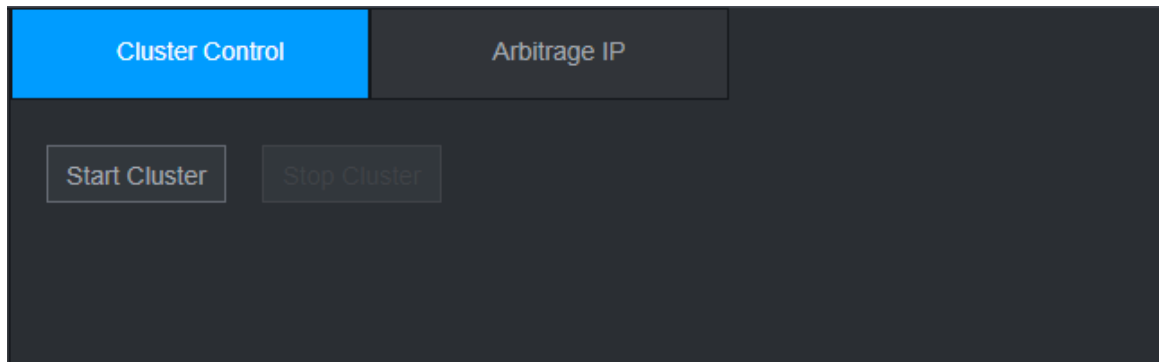 Cluster Control
Arbitrage IP
Start Cluster
Stop Cluster